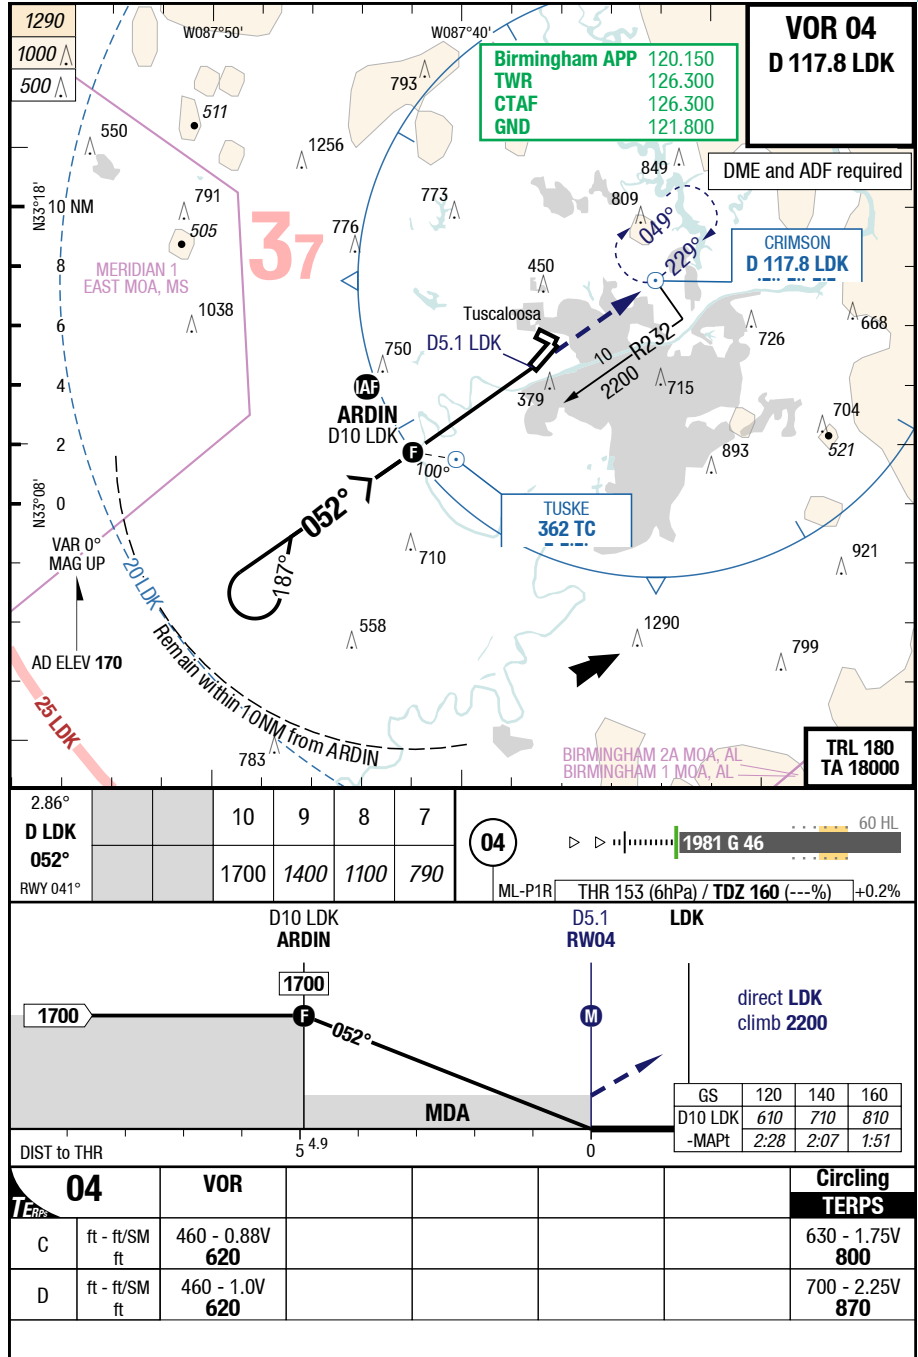 1290
1000
500
W087°50'
W087°40'
VOR 04
D 117.8 LDK
Birmingham APP 120.150
TWR 126.300
CTAF 126.300
GND 121.800
DME and ADF required
793
511
550
1256
849
N33°18'
10 NM
791
505
773
809
049°
229°
776
37
CRIMSON
D 117.8 LDK
MERIDIAN 1
EAST MOA, MS
8
450
1038
Tuscaloosa
6
668
726
D5.1 LDK
750
10
R232
2200
4
IAF
379
715
ARDIN
D10 LDK
704
2
F
100°
893
521
N33°08'
0
052°
TUSKE
362 TC
VAR 0°
MAG UP
710
921
20 LDK
187°
558
1290
799
AD ELEV 170
Remain within 10NM from ARDIN
25 LDK
783
BIRMINGHAM 2A MOA, AL
BIRMINGHAM 1 MOA, AL
TRL 180
TA 18000
2.86°
D LDK
052°
RWY 041°
10 9 8 7
1700 1400 1100 790
04
60 HL
1981 G 46
ML-P1R
THR 153 (6hPa) / TDZ 160 (---%)
+0.2%
D10 LDK
ARDIN
D5.1
RW04
LDK
1700
1700
F
052°
M
direct LDK
climb 2200
MDA
GS 120 140 160
D10 LDK 610 710 810
-MAPt 2:28 2:07 1:51
DIST to THR
5 4.9
0
TERPs
04
VOR
Circling
TERPS
C
ft - ft/SM
ft
460 - 0.88V
620
630 - 1.75V
800
D
ft - ft/SM
ft
460 - 1.0V
620
700 - 2.25V
870